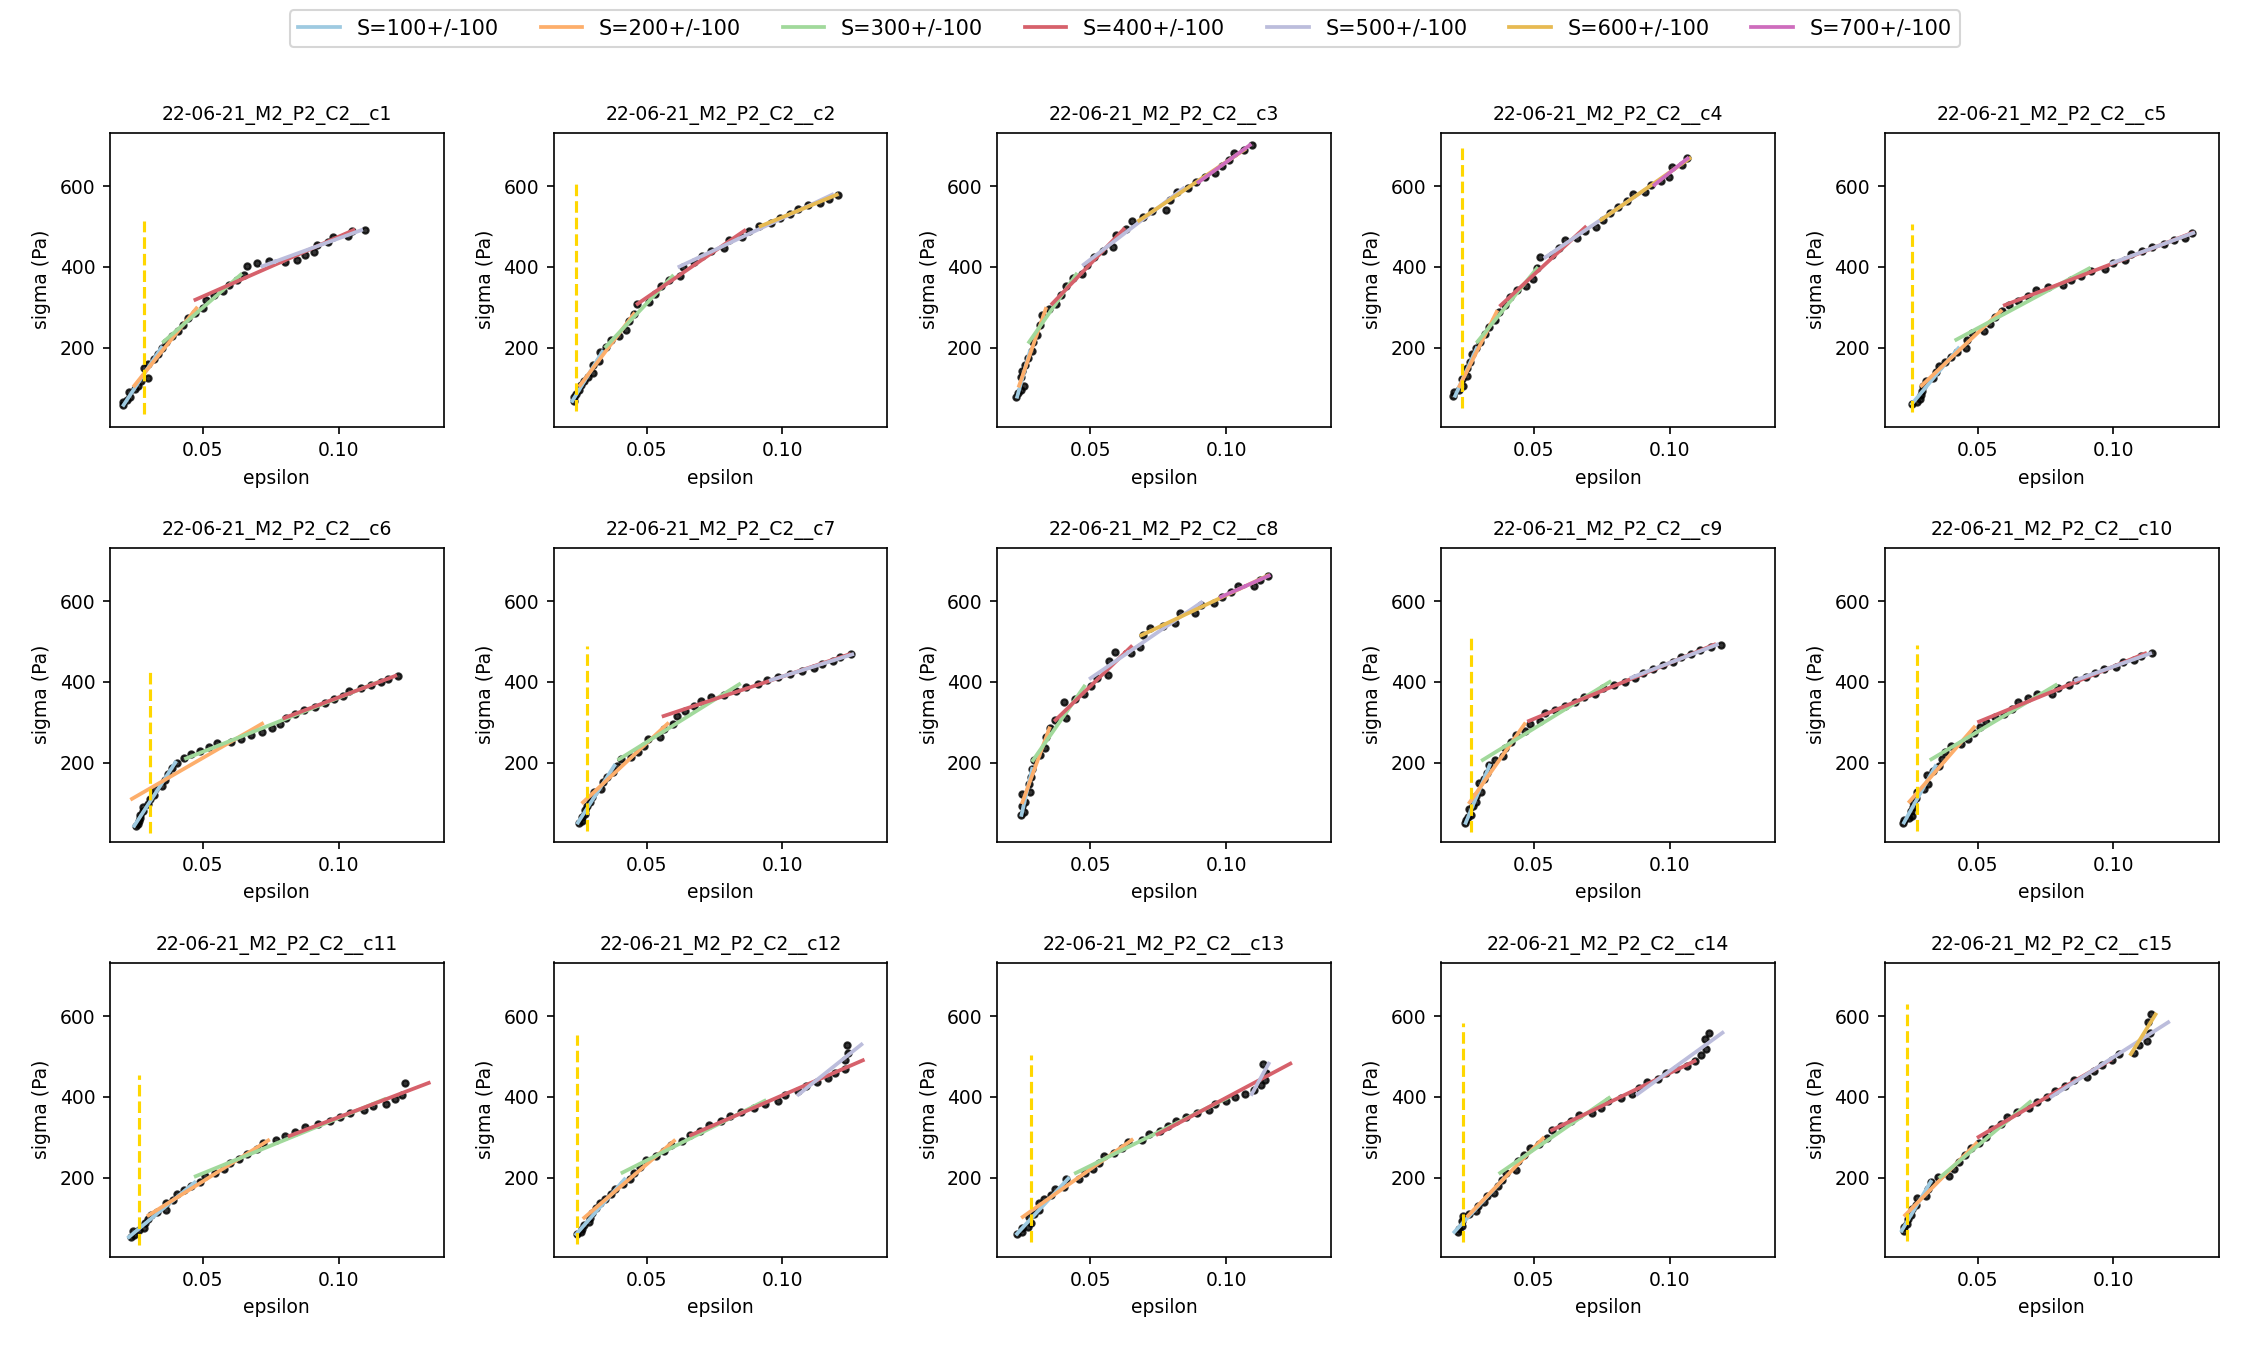 S=100+/-100 S=200+/-100 S=300+/-100 S=400+/-100 S=500+/-100 S=600+/-100 S=700+/-100
22-06-21_M2_P2_C2__c1
sigma (Pa)
600
400
200
0.05 0.10
epsilon
22-06-21_M2_P2_C2__c2
sigma (Pa)
600
400
200
0.05 0.10
epsilon
22-06-21_M2_P2_C2__c3
sigma (Pa)
600
400
200
0.05 0.10
epsilon
22-06-21_M2_P2_C2__c4
sigma (Pa)
600
400
200
0.05 0.10
epsilon
22-06-21_M2_P2_C2__c5
sigma (Pa)
600
400
200
0.05 0.10
epsilon
22-06-21_M2_P2_C2__c6
sigma (Pa)
600
400
200
0.05 0.10
epsilon
22-06-21_M2_P2_C2__c7
sigma (Pa)
600
400
200
0.05 0.10
epsilon
22-06-21_M2_P2_C2__c8
sigma (Pa)
600
400
200
0.05 0.10
epsilon
22-06-21_M2_P2_C2__c9
sigma (Pa)
600
400
200
0.05 0.10
epsilon
22-06-21_M2_P2_C2__c10
sigma (Pa)
600
400
200
0.05 0.10
epsilon
22-06-21_M2_P2_C2__c11
sigma (Pa)
600
400
200
0.05 0.10
epsilon
22-06-21_M2_P2_C2__c12
sigma (Pa)
600
400
200
0.05 0.10
epsilon
22-06-21_M2_P2_C2__c13
sigma (Pa)
600
400
200
0.05 0.10
epsilon
22-06-21_M2_P2_C2__c14
sigma (Pa)
600
400
200
0.05 0.10
epsilon
22-06-21_M2_P2_C2__c15
sigma (Pa)
600
400
200
0.05 0.10
epsilon